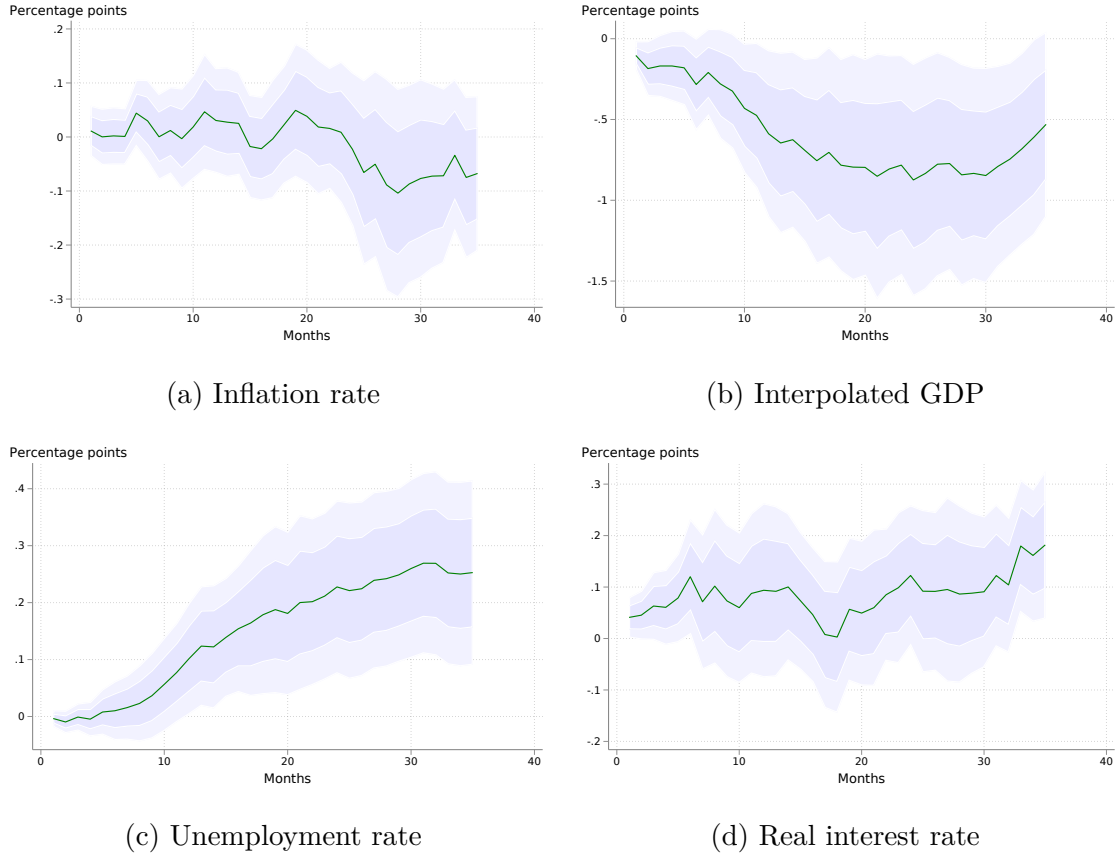 Percentage points
.2
.1
0
-.1
-.2
-.3
0 10 20 30 40
Months
(a) Inflation rate
Percentage points
0
-.5
-1
-1.5
0 10 20 30 40
Months
(b) Interpolated GDP
Percentage points
.4
.3
.2
.1
0
0 10 20 30 40
Months
(c) Unemployment rate
Percentage points
.3
.2
.1
0
-.1
-.2
0 10 20 30 40
Months
(d) Real interest rate